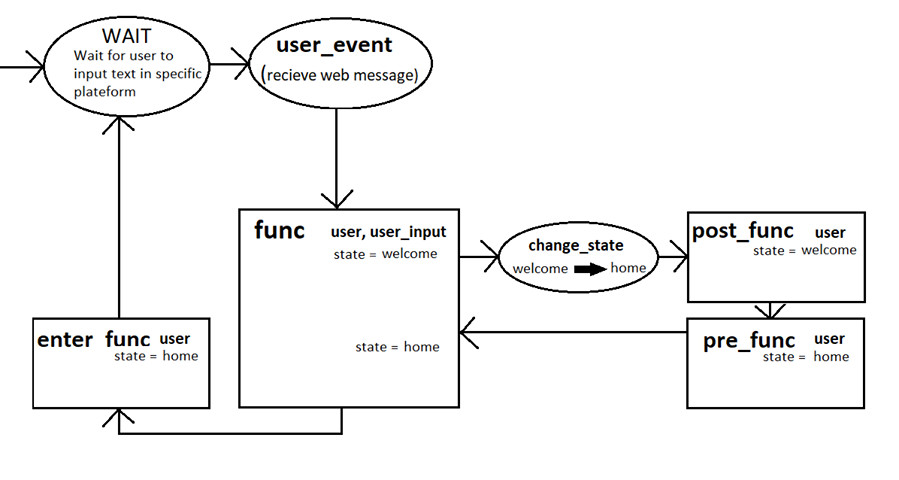 WAIT
Wait for user to
input text in specific
plateform
user_event
(recieve web message)
func user, user_input
state = welcome
state = home
change_state
welcome home
post_func user
state = welcome
pre_func user
state = home
enter func user
state = home